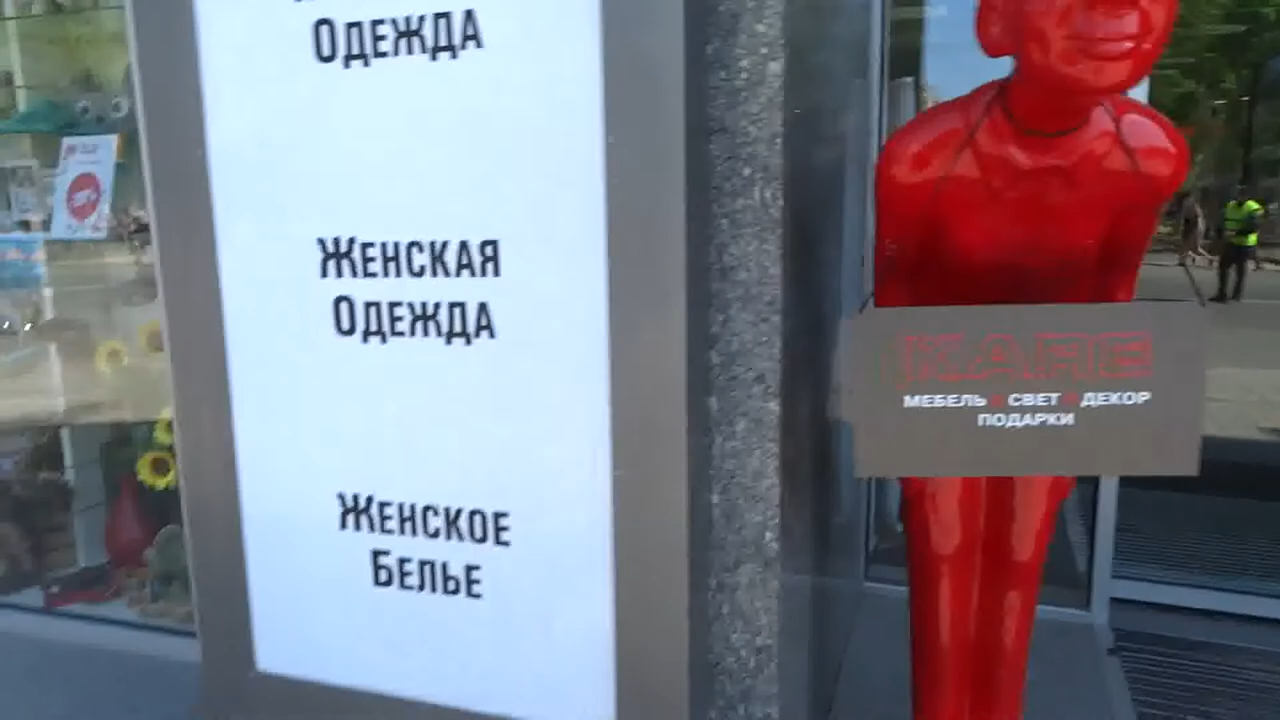 ОДЕЖДА
ЖЕНСКАЯ
ОДЕЖДА
ЖЕНСКОЕ
БЕЛЬЕ
KARE
МЕБЕЛЬ СВЕТ ДЕКОР
ПОДАРКИ